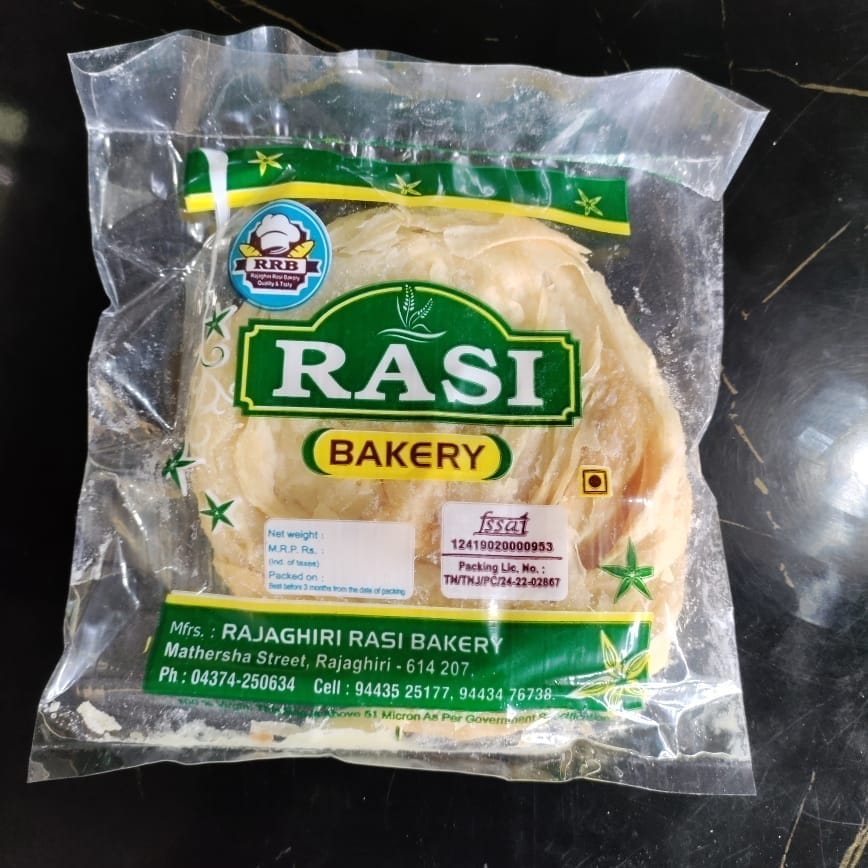 RRB
Rajaghiri Rasi Bakery
Quality & Tasty
RASI
BAKERY
Net weight :
M.R.P. Rs. :
(incl. of taxes)
Packed on :
Best before 3 months from the date of packing
fssai
12419020000953
Packing Lic. No. :
TN/TNJ/PC/24-22-02867
Mfrs. : RAJAGHIRI RASI BAKERY
Mathersha Street, Rajaghiri - 614 207.
Ph : 04374-250634 Cell : 94435 25177, 94434 76738.
Above 51 Micron As Per Government